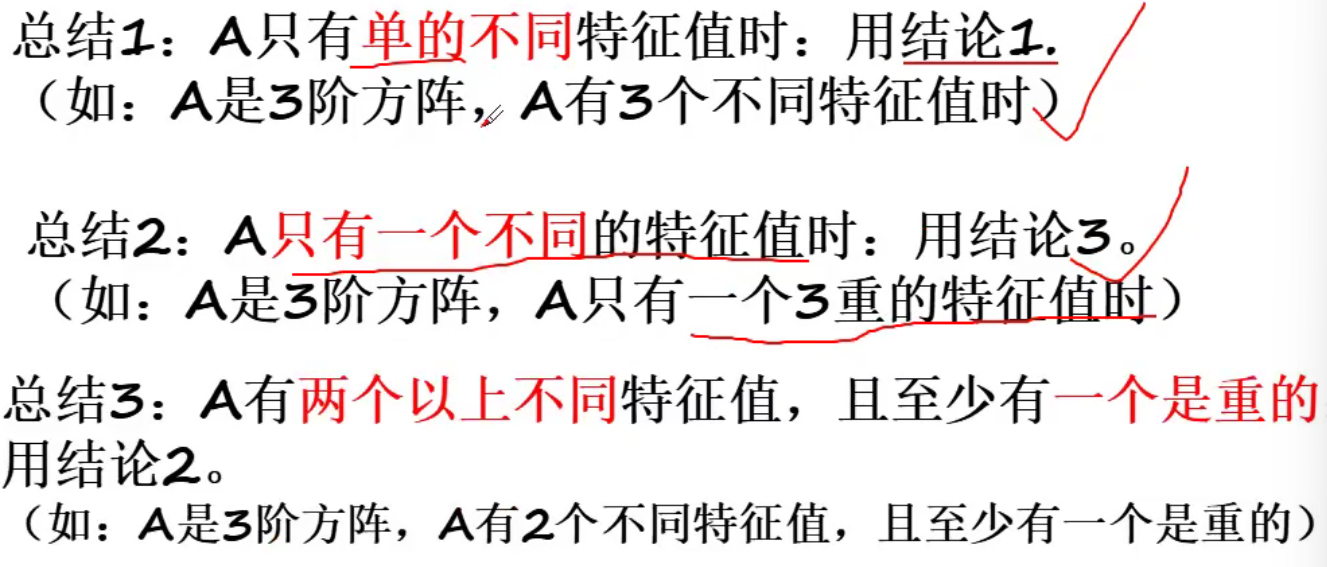 总结1：A只有单的不同特征值时：用结论1.
（如：A是3阶方阵，A有3个不同特征值时）
总结2：A只有一个不同的特征值时：用结论3。
（如：A是3阶方阵，A只有一个3重的特征值时）
总结3：A有两个以上不同特征值，且至少有一个是重的
用结论2。
（如：A是3阶方阵，A有2个不同特征值，且至少有一个是重的）